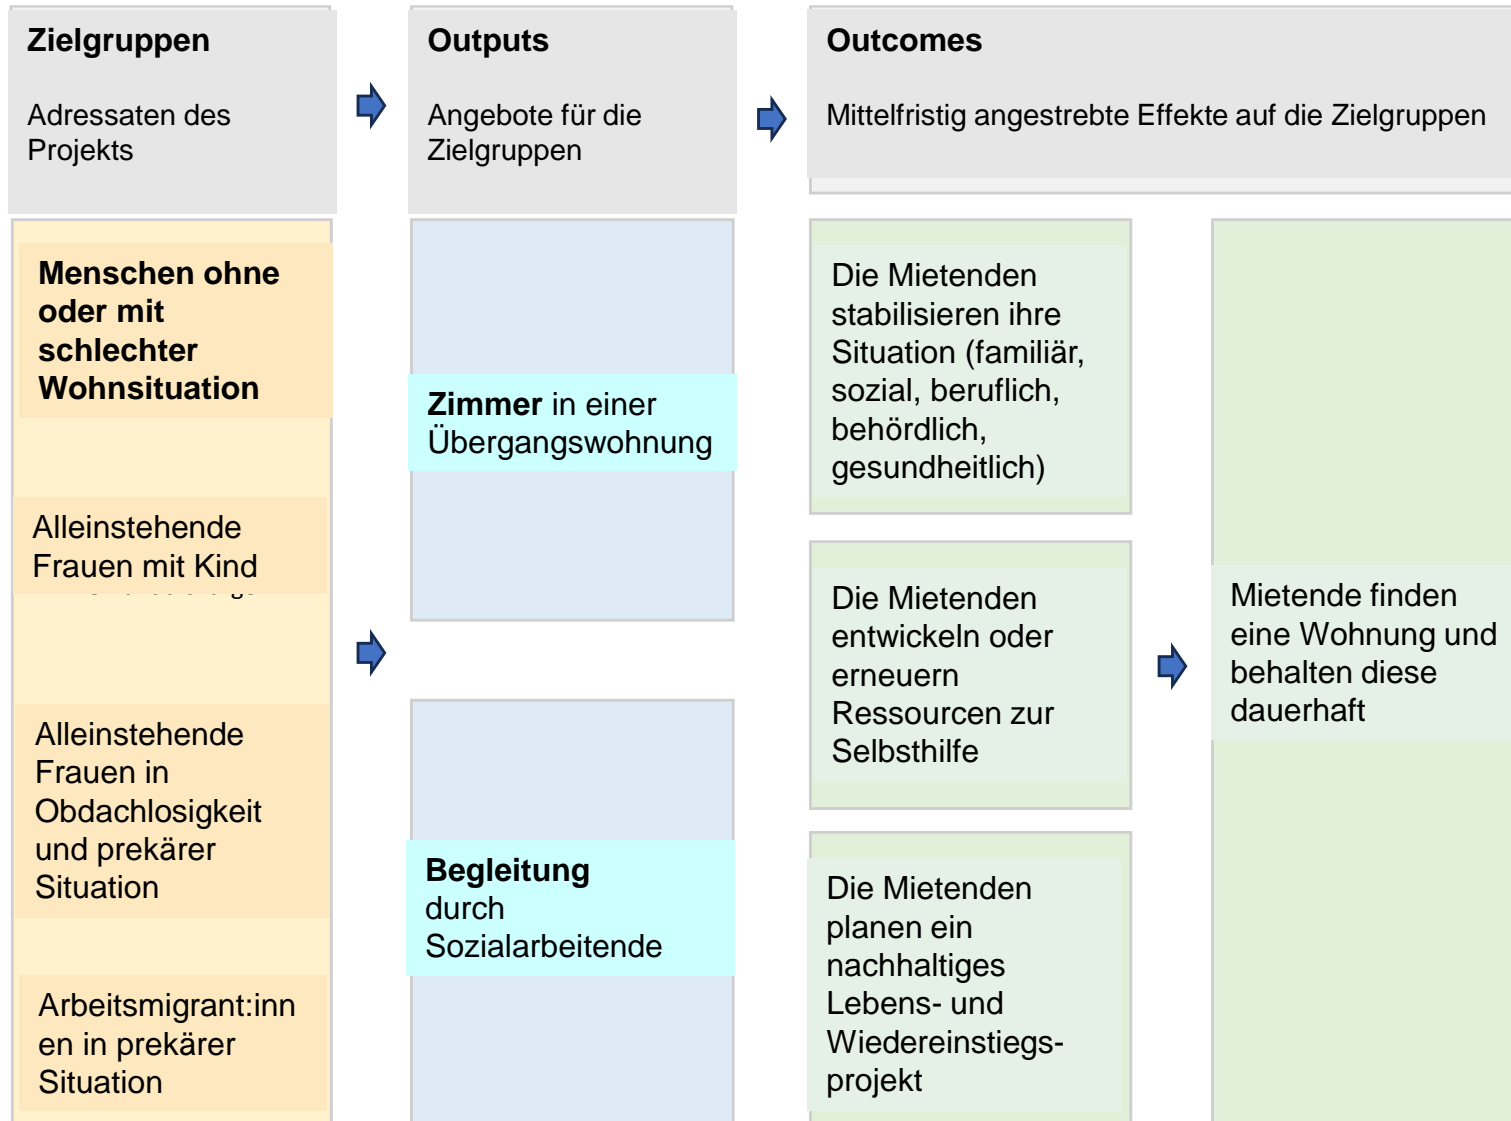 Zielgruppen
Adressaten des
Projekts
Outputs
Angebote für die
Zielgruppen
Outcomes
Mittelfristig angestrebte Effekte auf die Zielgruppen
Menschen ohne
oder mit
schlechter
Wohnsituation
Alleinstehende
Frauen mit Kind
Alleinstehende
Frauen in
Obdachlosigkeit
und prekärer
Situation
Arbeitsmigrant:inn
en in prekärer
Situation
Zimmer in einer
Übergangswohnung
Begleitung
durch
Sozialarbeitende
Die Mietenden
stabilisieren ihre
Situation (familiär,
sozial, beruflich,
behördlich,
gesundheitlich)
Die Mietenden
entwickeln oder
erneuern
Ressourcen zur
Selbsthilfe
Die Mietenden
planen ein
nachhaltiges
Lebens- und
Wiedereinstiegs-
projekt
Mietende finden
eine Wohnung und
behalten diese
dauerhaft